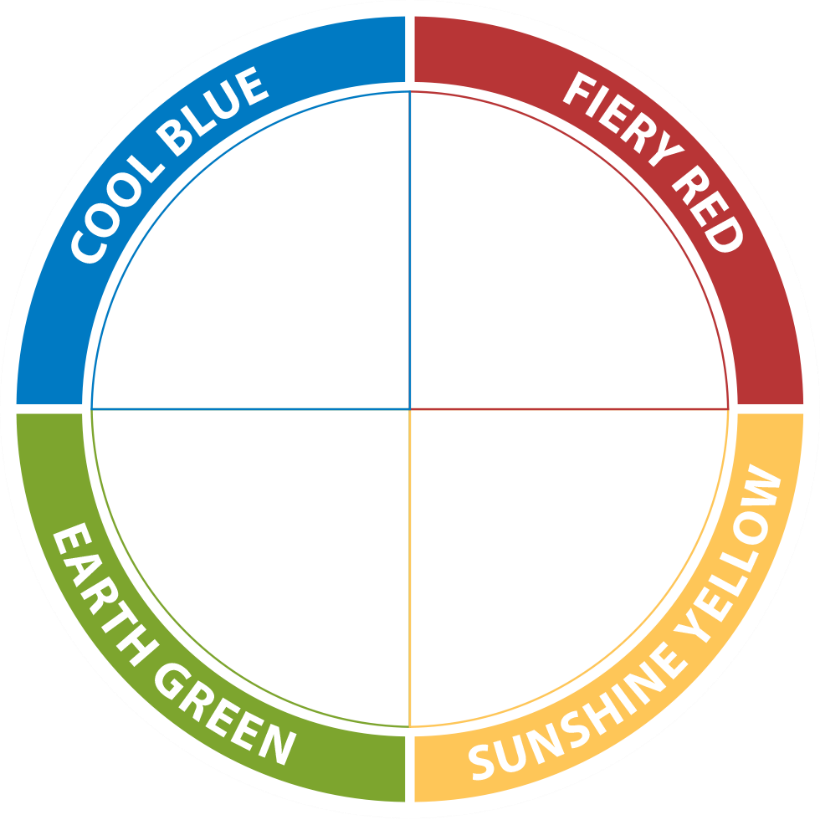 COOL BLUE
FIERY RED
EARTH GREEN
SUNSHINE YELLOW